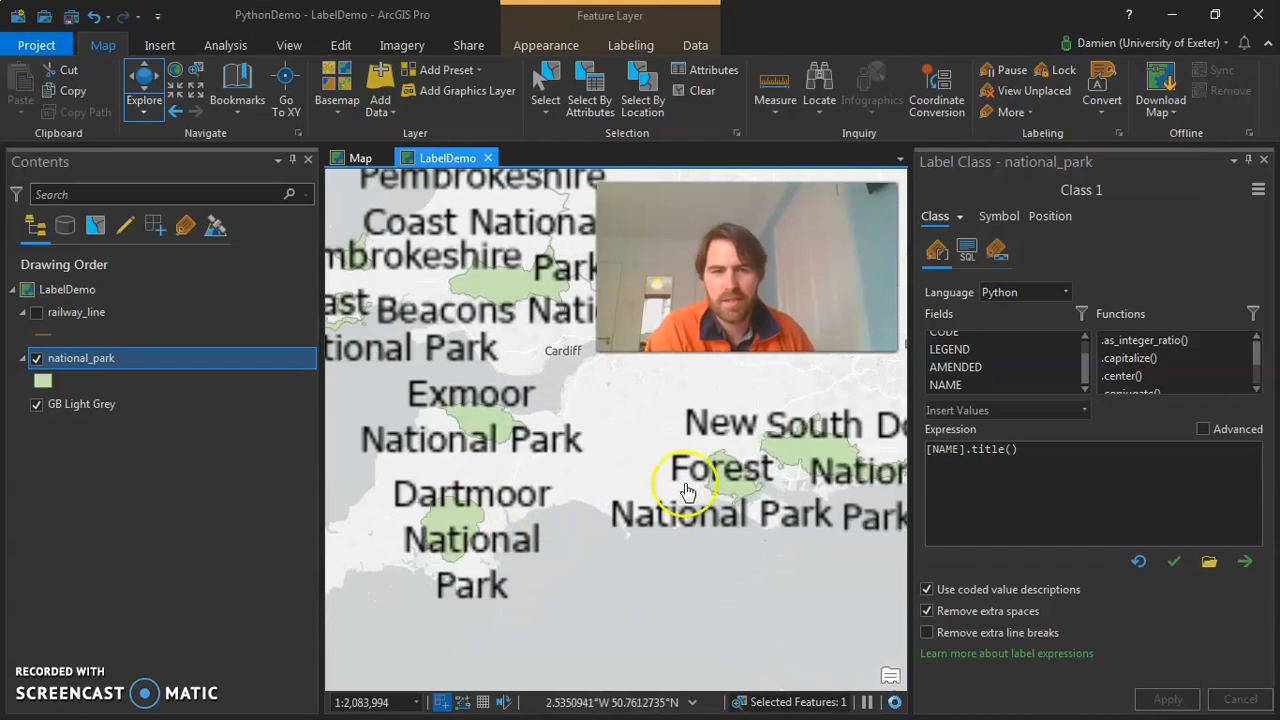 PythonDemo - LabelDemo - ArcGIS Pro
Feature Layer
?
Project Map Insert Analysis View Edit Imagery Share Appearance Labeling Data
Damien (University of Exeter)
Paste
Cut
Copy
Copy Path
Clipboard
Explore
Bookmarks
Go To XY
Navigate
Basemap
Add Data
Add Preset
Add Graphics Layer
Layer
Select
Select By Attributes
Select By Location
Attributes
Clear
Selection
Measure
Locate
Infographics
Coordinate Conversion
Inquiry
Pause
Lock
View Unplaced
More
Convert
Labeling
Download Map
Sync
Remove
Offline
Contents
Search
Drawing Order
LabelDemo
railway_line
national_park
GB Light Grey
RECORDED WITH
SCREENCAST MATIC
Map
LabelDemo
Pembrokeshire
Coast Nationa
mbrokeshire
Park
ast
Beacons Nati
tional Park
Cardiff
Exmoor
National Park
New
South Do
Forest
Nation
National Park
Park
Dartmoor
National
Park
1:2,083,994
2.5350941°W 50.7612735°N
Selected Features: 1
Label Class - national_park
Class 1
Class Symbol Position
SQL
Language Python
Fields
CODE
LEGEND
AMENDED
NAME
Functions
.as_integer_ratio()
.capitalize()
.center()
.conjugate()
Insert Values
Expression
Advanced
[NAME].title()
Use coded value descriptions
Remove extra spaces
Remove extra line breaks
Learn more about label expressions
Apply
Cancel